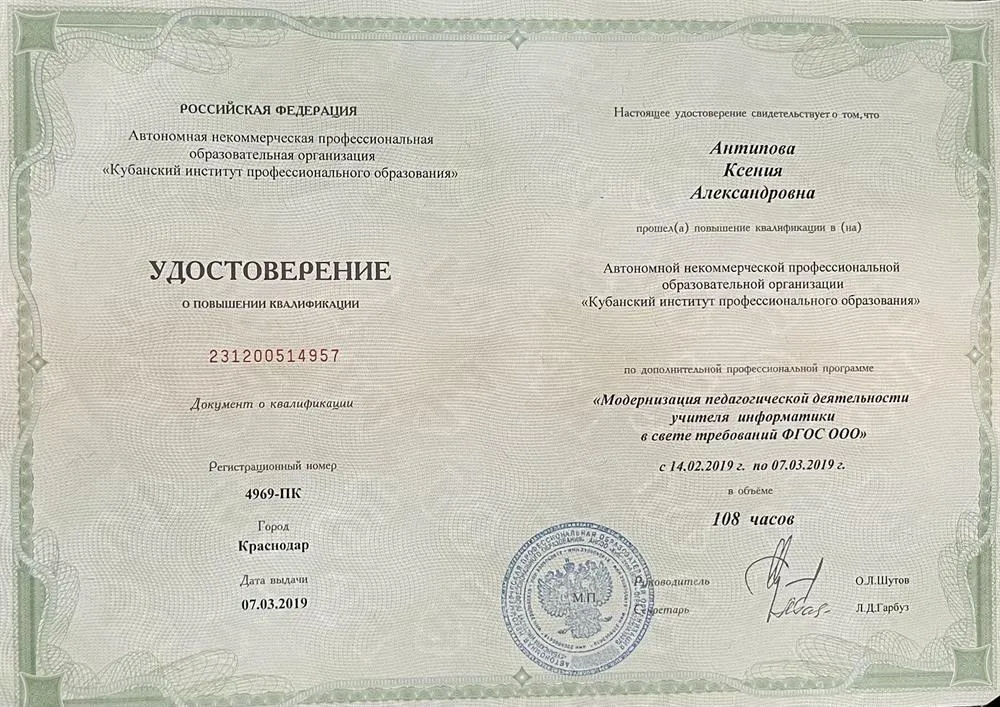 РОССИЙСКАЯ ФЕДЕРАЦИЯ
Автономная некоммерческая профессиональная
образовательная организация
«Кубанский институт профессионального образования»
УДОСТОВЕРЕНИЕ
О ПОВЫШЕНИИ КВАЛИФИКАЦИИ
231200514957
Документ о квалификации
Регистрационный номер
4969-ПК
Город
Краснодар
Дата выдачи
07.03.2019
Настоящее удостоверение свидетельствует о том,что
Антипова
Ксения
Александровна
прошел(а) повышение квалификации в (на)
Автономной некоммерческой профессиональной
образовательной организации
«Кубанский институт профессионального образования»
по дополнительной профессиональной программе
«Модернизация педагогической деятельности
учителя информатики
в свете требований ФГОС ООО»
с 14.02.2019 г. по 07.03.2019 г.
в объёме
108 часов
М.П.
Руководитель
О.Л.Шутов
Секретарь
Л.Д.Гарбуз